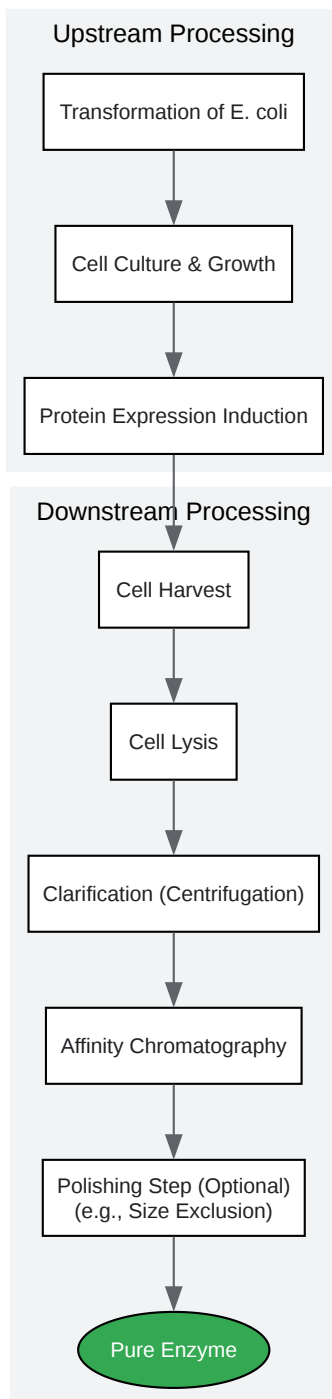 Upstream Processing
Transformation of E. coli
Cell Culture & Growth
Protein Expression Induction
Downstream Processing
Cell Harvest
Cell Lysis
Clarification (Centrifugation)
Affinity Chromatography
Polishing Step (Optional)
(e.g., Size Exclusion)
Pure Enzyme